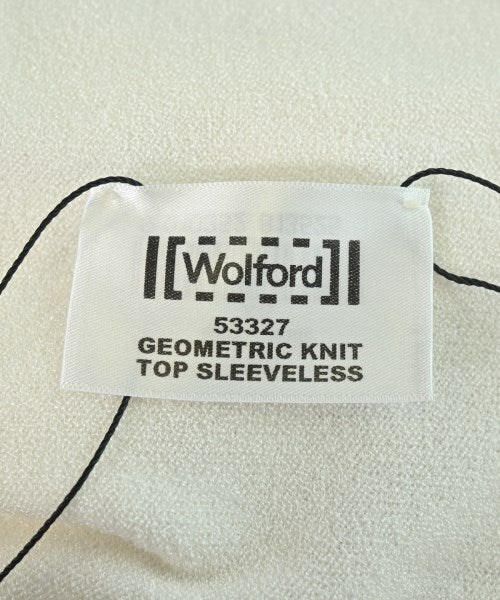 Wolford
53327
GEOMETRIC KNIT
TOP SLEEVELESS